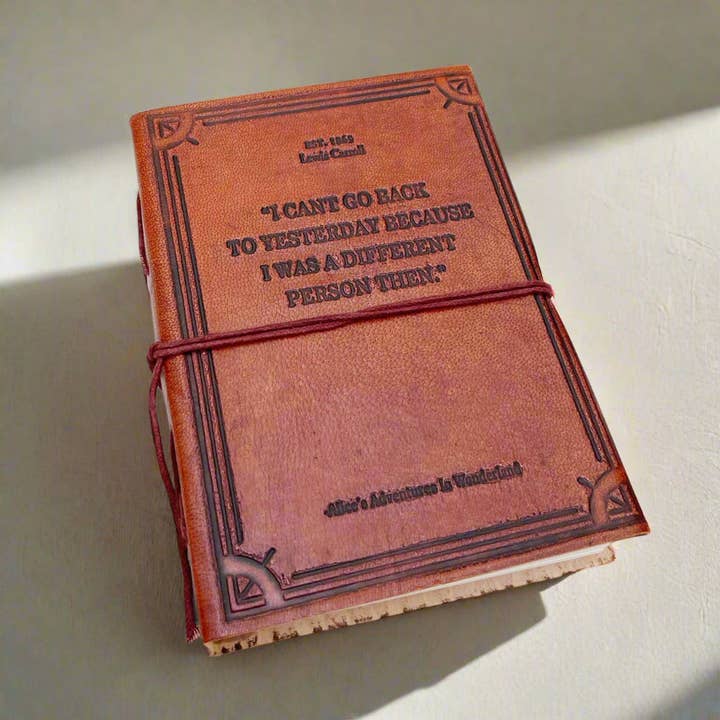 EST. 1865
Lewis Carroll
"I CANT GO BACK
TO YESTERDAY BECAUSE
I WAS A DIFFERENT
PERSON THEN."
-Alice's Adventures In Wonderland